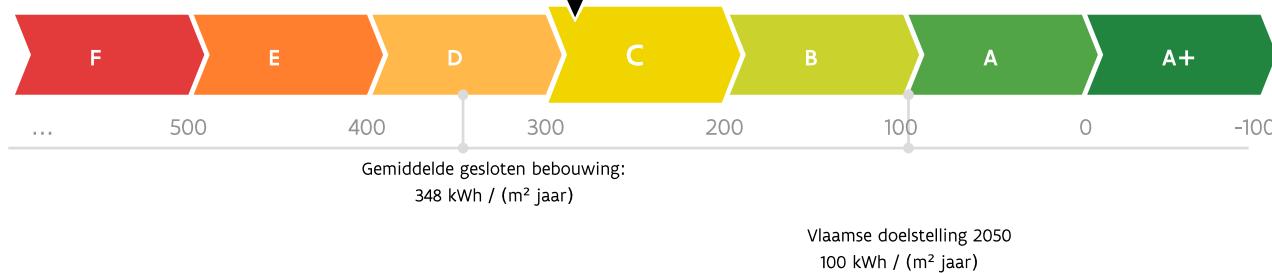 F E D C B A A+
... 500 400 300 200 100 0 -100
Gemiddelde gesloten bebouwing:
348 kWh / (m² jaar)
Vlaamse doelstelling 2050
100 kWh / (m² jaar)